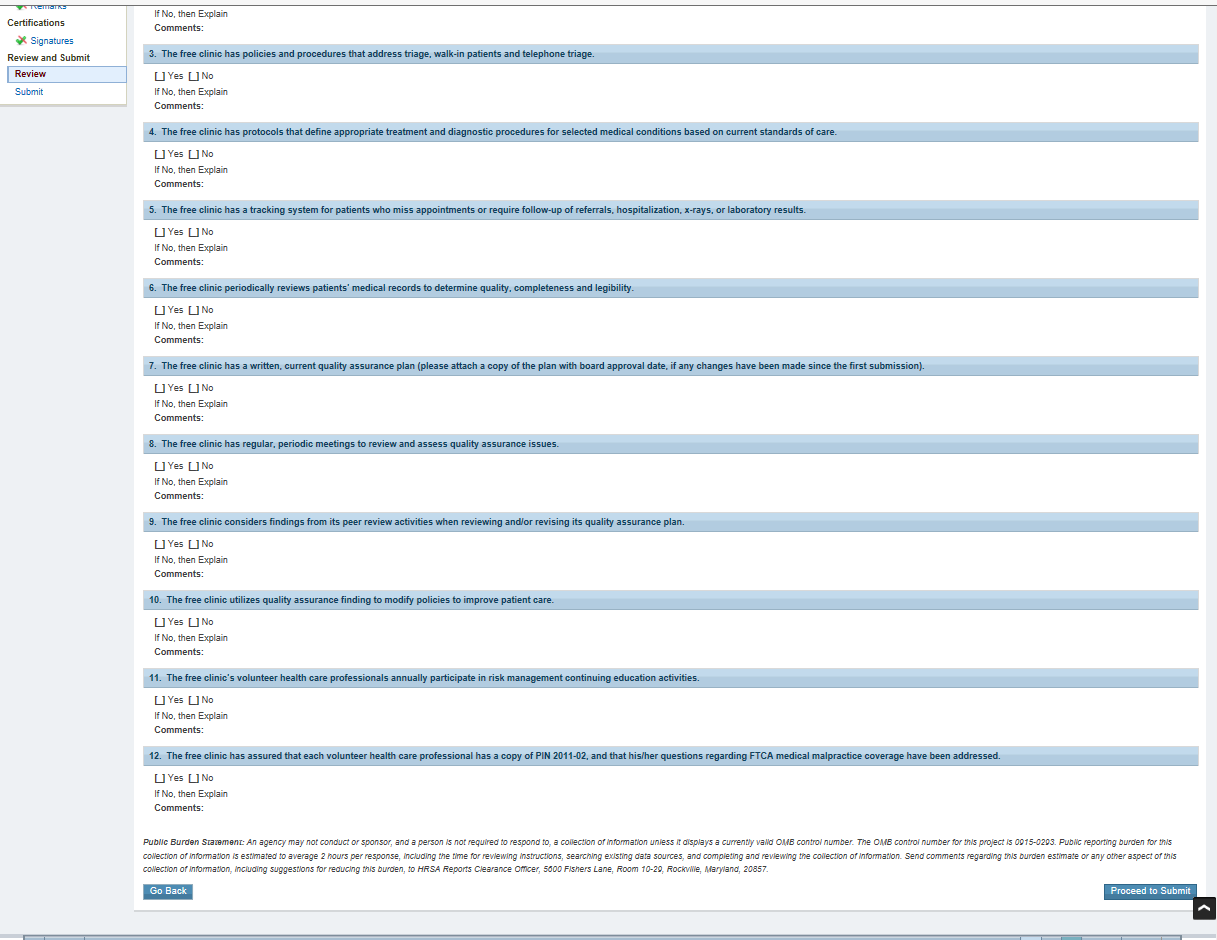 Remarks
Certifications
Signatures
Review and Submit
Review
Submit
If No, then Explain
Comments:
3. The free clinic has policies and procedures that address triage, walk-in patients and telephone triage.
[_] Yes [_] No
If No, then Explain
Comments:
4. The free clinic has protocols that define appropriate treatment and diagnostic procedures for selected medical conditions based on current standards of care.
[_] Yes [_] No
If No, then Explain
Comments:
5. The free clinic has a tracking system for patients who miss appointments or require follow-up of referrals, hospitalization, x-rays, or laboratory results.
[_] Yes [_] No
If No, then Explain
Comments:
6. The free clinic periodically reviews patients' medical records to determine quality, completeness and legibility.
[_] Yes [_] No
If No, then Explain
Comments:
7. The free clinic has a written, current quality assurance plan (please attach a copy of the plan with board approval date, if any changes have been made since the first submission).
[_] Yes [_] No
If No, then Explain
Comments:
8. The free clinic has regular, periodic meetings to review and assess quality assurance issues.
[_] Yes [_] No
If No, then Explain
Comments:
9. The free clinic considers findings from its peer review activities when reviewing and/or revising its quality assurance plan.
[_] Yes [_] No
If No, then Explain
Comments:
10. The free clinic utilizes quality assurance finding to modify policies to improve patient care.
[_] Yes [_] No
If No, then Explain
Comments:
11. The free clinic's volunteer health care professionals annually participate in risk management continuing education activities.
[_] Yes [_] No
If No, then Explain
Comments:
12. The free clinic has assured that each volunteer health care professional has a copy of PIN 2011-02, and that his/her questions regarding FTCA medical malpractice coverage have been addressed.
[_] Yes [_] No
If No, then Explain
Comments:
Public Burden Statement: An agency may not conduct or sponsor, and a person is not required to respond to, a collection of information unless it displays a currently valid OMB control number. The OMB control number for this project is 0915-0293. Public reporting burden for this
collection of information is estimated to average 2 hours per response, including the time for reviewing instructions, searching existing data sources, and completing and reviewing the collection of information. Send comments regarding this burden estimate or any other aspect of this
collection of information, including suggestions for reducing this burden, to HRSA Reports Clearance Officer, 5600 Fishers Lane, Room 10-29, Rockville, Maryland, 20857.
Go Back
Proceed to Submit